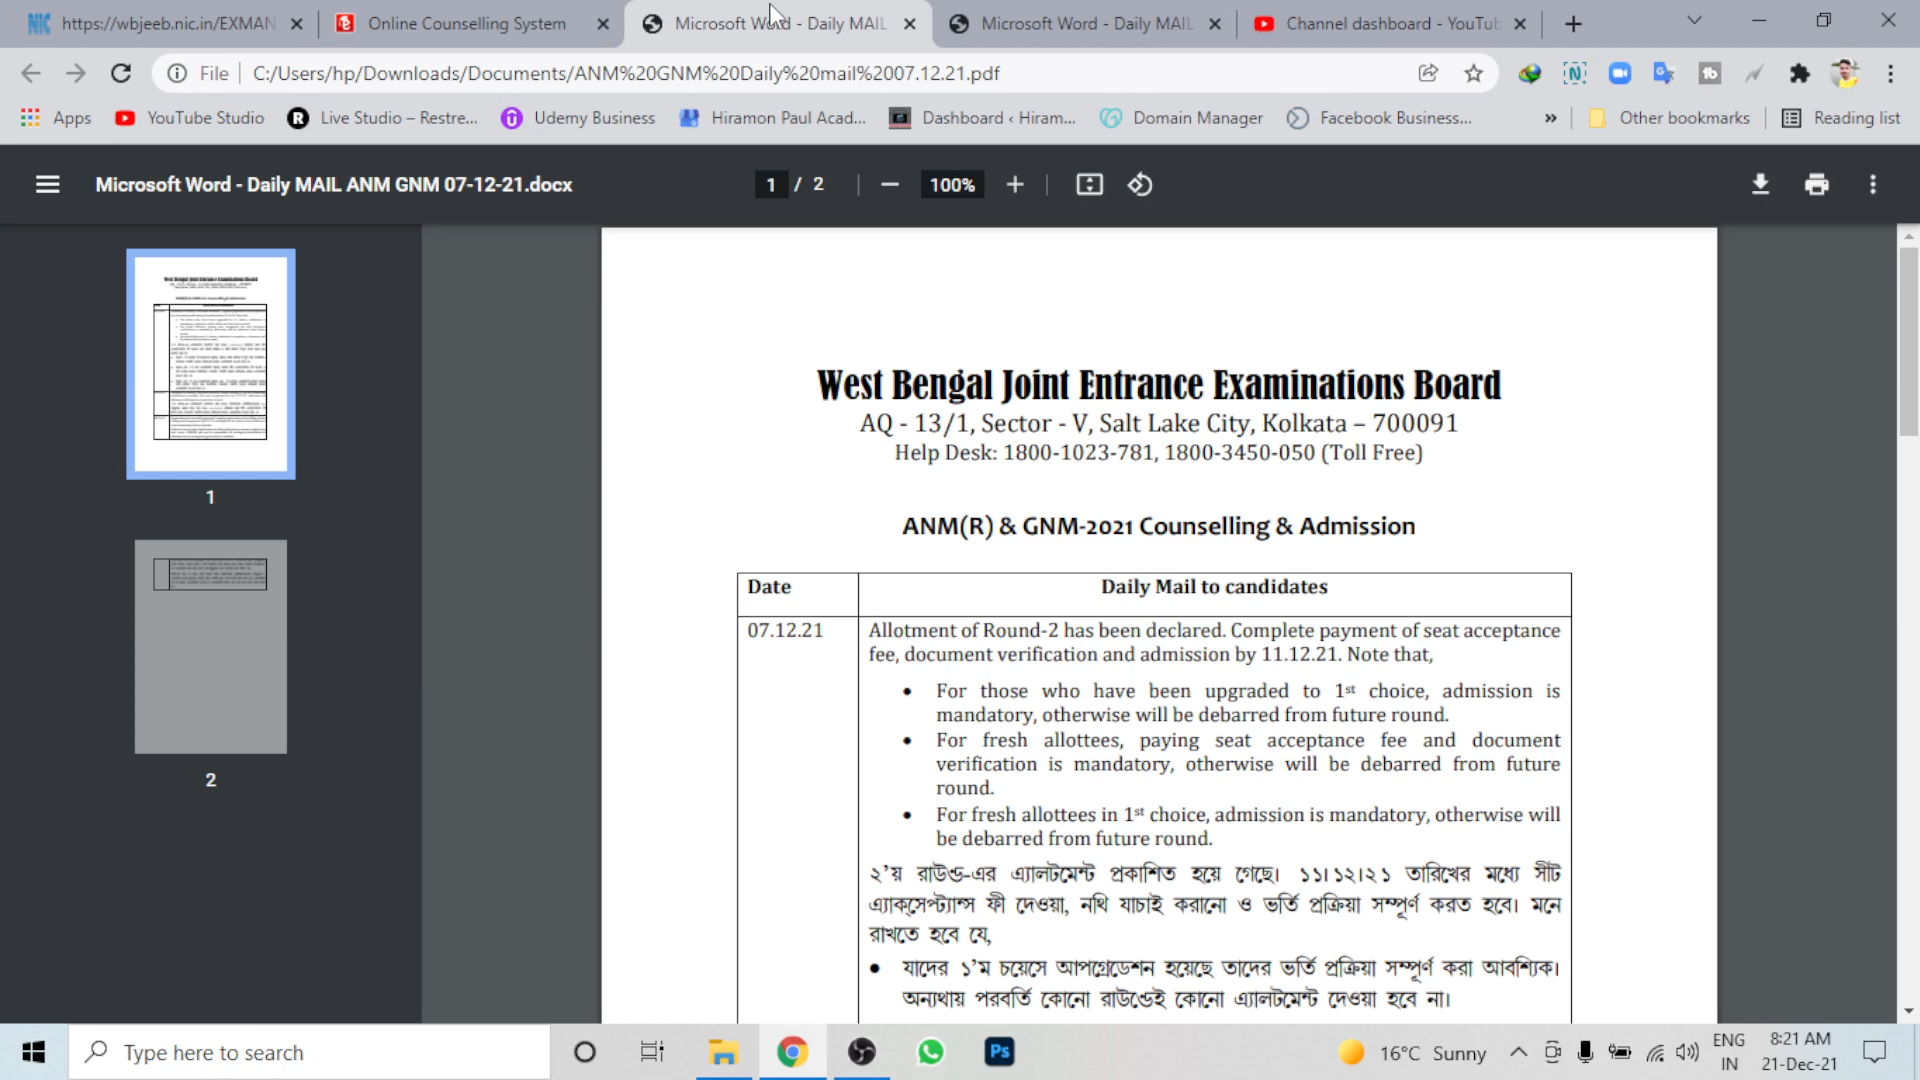 https://wbjeeb.nic.in/EXMAN
Online Counselling System
Microsoft Word - Daily MAIL
Microsoft Word - Daily MAIL
Channel dashboard - YouTub
File
C:/Users/hp/Downloads/Documents/ANM%20GNM%20Daily%20mail%2007.12.21.pdf
Apps
YouTube Studio
Live Studio – Restre...
Udemy Business
Hiramon Paul Acad...
Dashboard ‹ Hiram...
Domain Manager
Facebook Business...
»
Other bookmarks
Reading list
Microsoft Word - Daily MAIL ANM GNM 07-12-21.docx
1 / 2
100%
1
2
West Bengal Joint Entrance Examinations Board
AQ - 13/1, Sector - V, Salt Lake City, Kolkata – 700091
Help Desk: 1800-1023-781, 1800-3450-050 (Toll Free)
ANM(R) & GNM-2021 Counselling & Admission
Date Daily Mail to candidates
07.12.21 Allotment of Round-2 has been declared. Complete payment of seat acceptance
fee, document verification and admission by 11.12.21. Note that,
• For those who have been upgraded to 1st choice, admission is
mandatory, otherwise will be debarred from future round.
• For fresh allottees, paying seat acceptance fee and document
verification is mandatory, otherwise will be debarred from future
round.
• For fresh allottees in 1st choice, admission is mandatory, otherwise will
be debarred from future round.
২’য় রাউন্ড-এর এ্যালটমেন্ট প্রকাশিত হয়ে গেছে। ১১।১২।২১ তারিখের মধ্যে সীট
এ্যাক্সেপ্ট্যান্স ফী দেওয়া, নথি যাচাই করানো ও ভর্তি প্রক্রিয়া সম্পূর্ণ করত হবে। মনে
রাখতে হবে যে,
• যাদের ১’ম চয়েসে আপগ্রেডেশন হয়েছে তাদের ভর্তি প্রক্রিয়া সম্পূর্ণ করা আবশ্যিক।
অন্যথায় পরবর্তি কোনো রাউণ্ডেই কোনো এ্যালটমেন্ট দেওয়া হবে না।
Type here to search
Ps
16°C Sunny
ENG
IN
8:21 AM
21-Dec-21